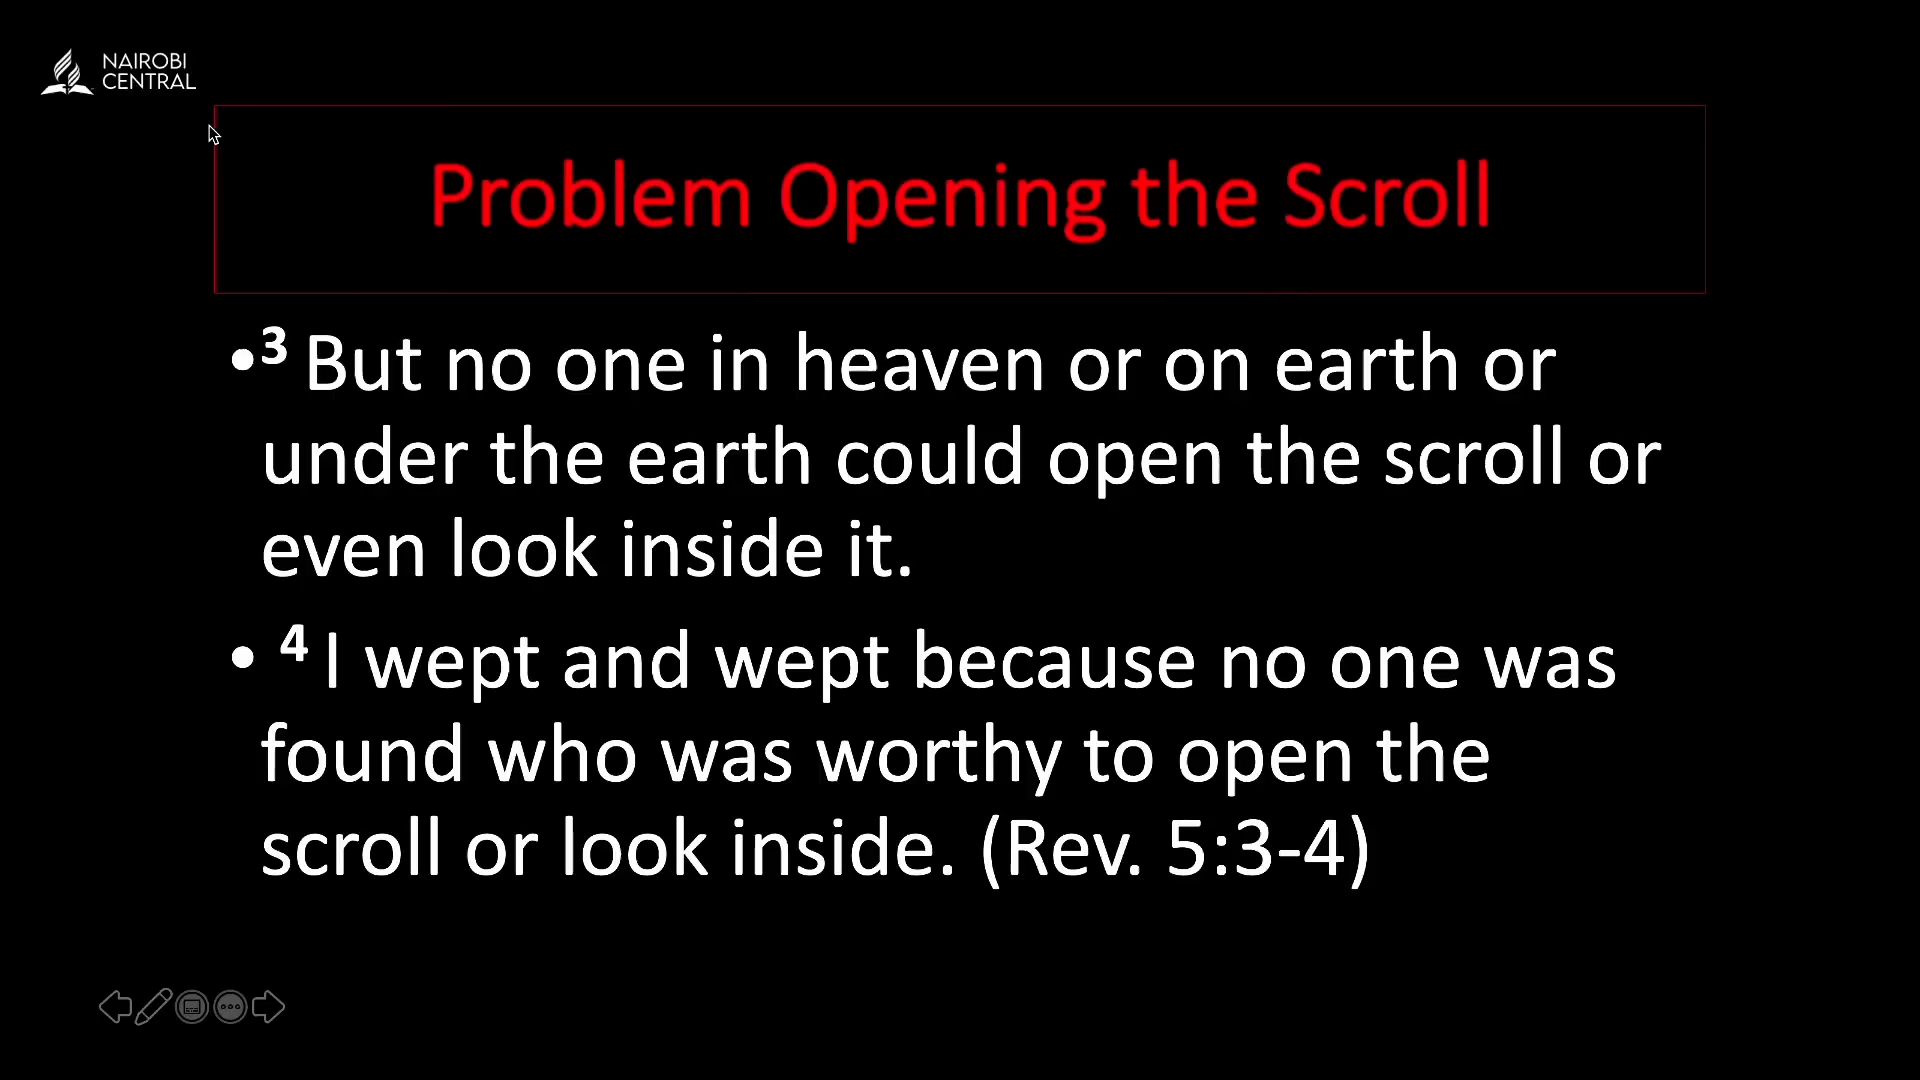 NAIROBI
CENTRAL
Problem Opening the Scroll
•³ But no one in heaven or on earth or
under the earth could open the scroll or
even look inside it.
• ⁴ I wept and wept because no one was
found who was worthy to open the
scroll or look inside. (Rev. 5:3-4)